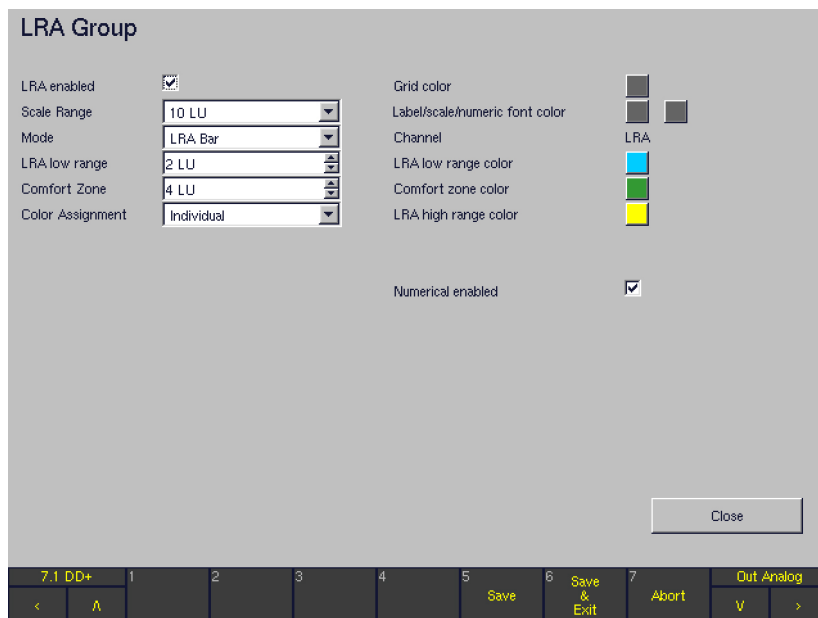 LRA Group
LRA enabled
Scale Range 10 LU
Mode LRA Bar
LRA low range 2 LU
Comfort Zone 4 LU
Color Assignment Individual
Grid color
Label/scale/numeric font color
Channel LRA
LRA low range color
Comfort zone color
LRA high range color
Numerical enabled
Close
7.1 DD+ 1 2 3 4 5 Save 6 Save & Exit 7 Abort Out Analog
< Λ V >